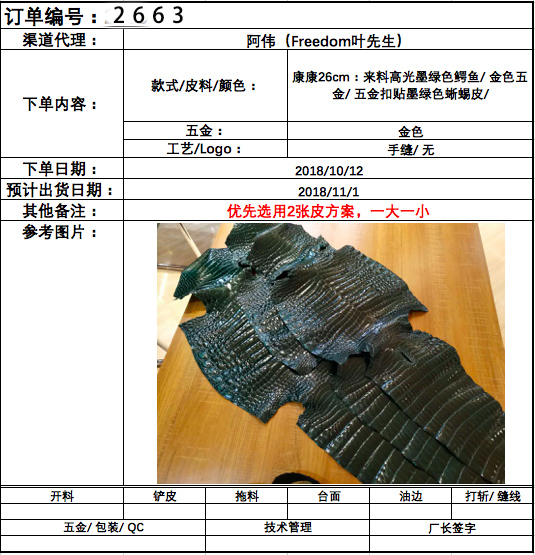 订单编号：2663
渠道代理：
阿伟（Freedom叶先生）
下单内容：
款式/皮料/颜色：
康康26cm：来料高光墨绿色鳄鱼/ 金色五
金/ 五金扣贴墨绿色蜥蜴皮/
五金：
金色
工艺/Logo：
手缝/ 无
下单日期：
2018/10/12
预计出货日期：
2018/11/1
其他备注：
优先选用2张皮方案，一大一小
参考图片：
开料
铲皮
拖料
台面
油边
打斩/ 缝线
五金/ 包装/ QC
技术管理
厂长签字